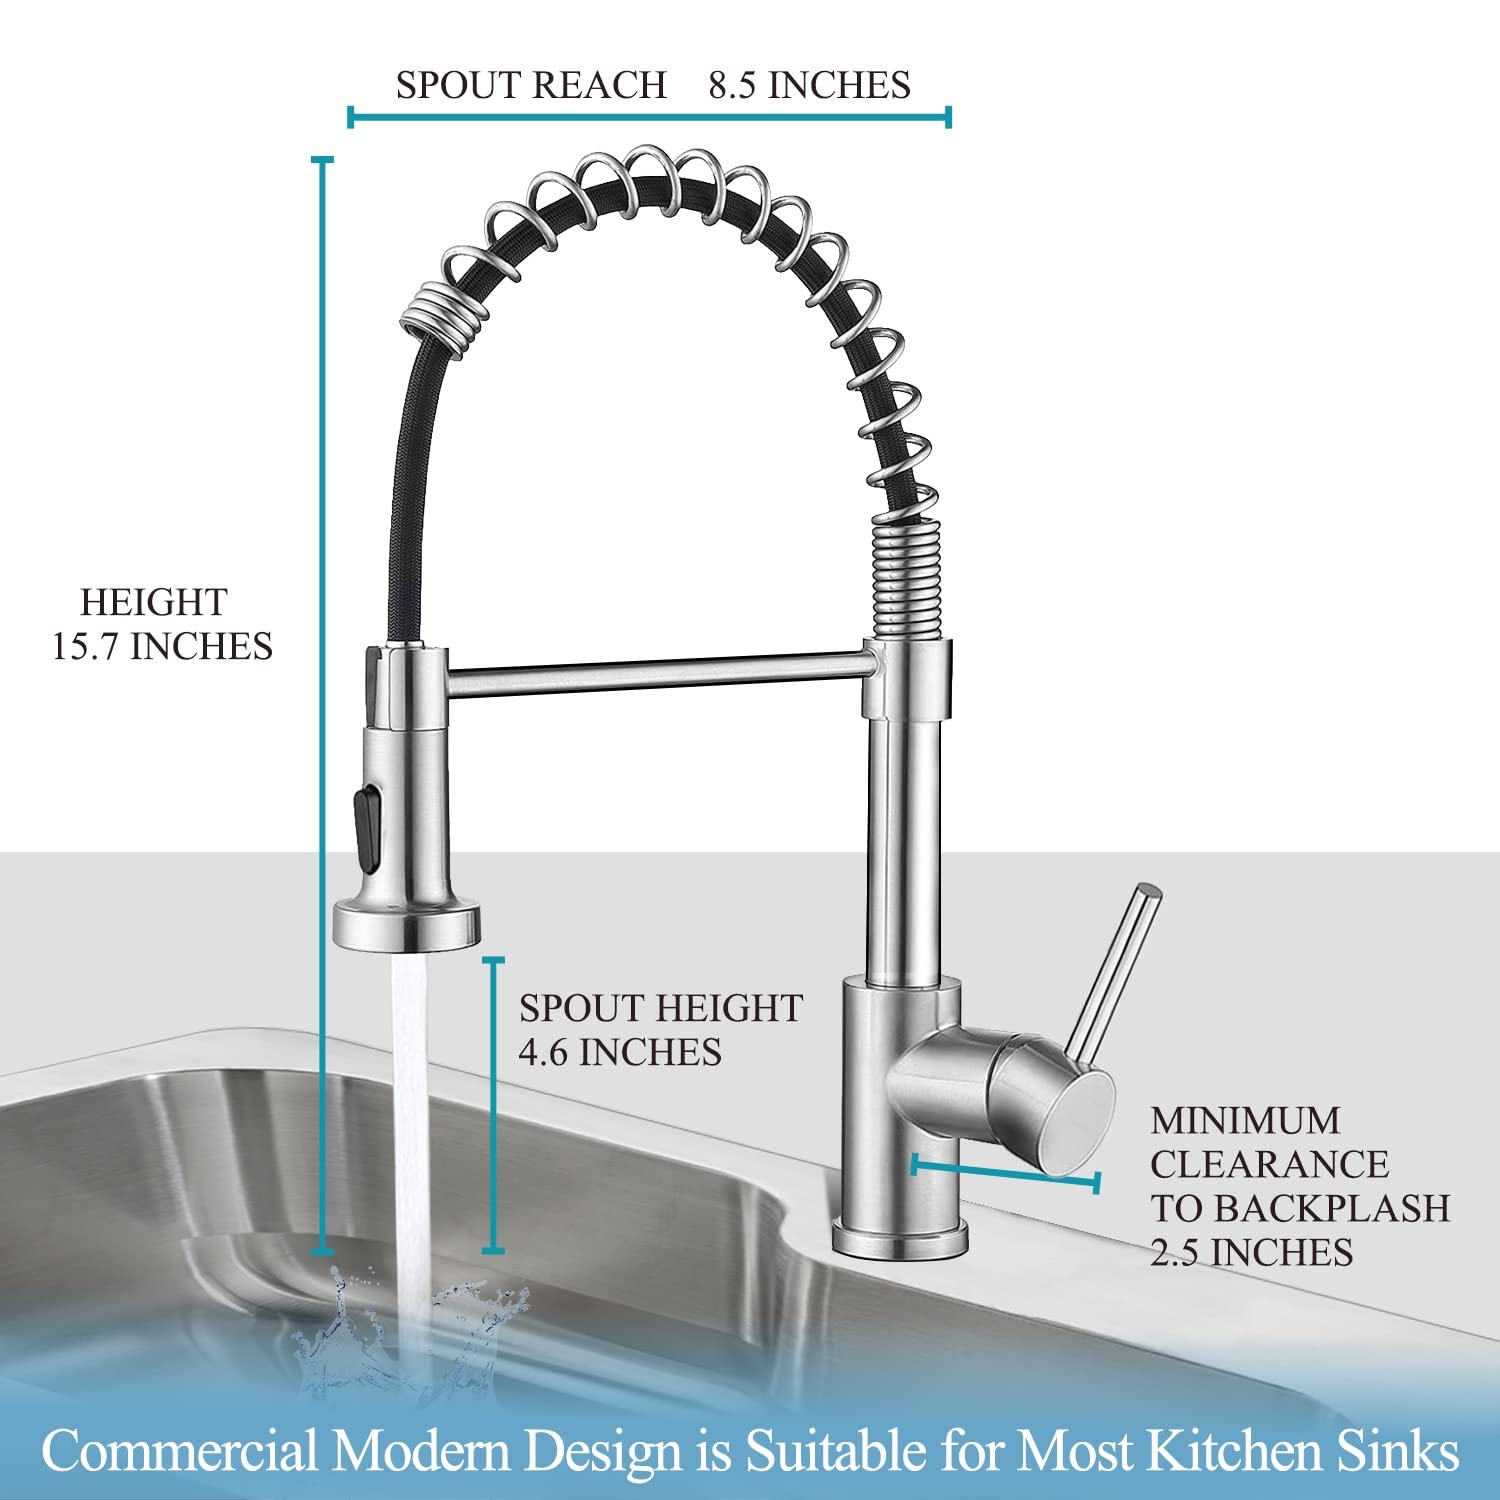 SPOUT REACH 8.5 INCHES
HEIGHT
15.7 INCHES
SPOUT HEIGHT
4.6 INCHES
MINIMUM
CLEARANCE
TO BACKPLASH
2.5 INCHES
Commercial Modern Design is Suitable for Most Kitchen Sinks